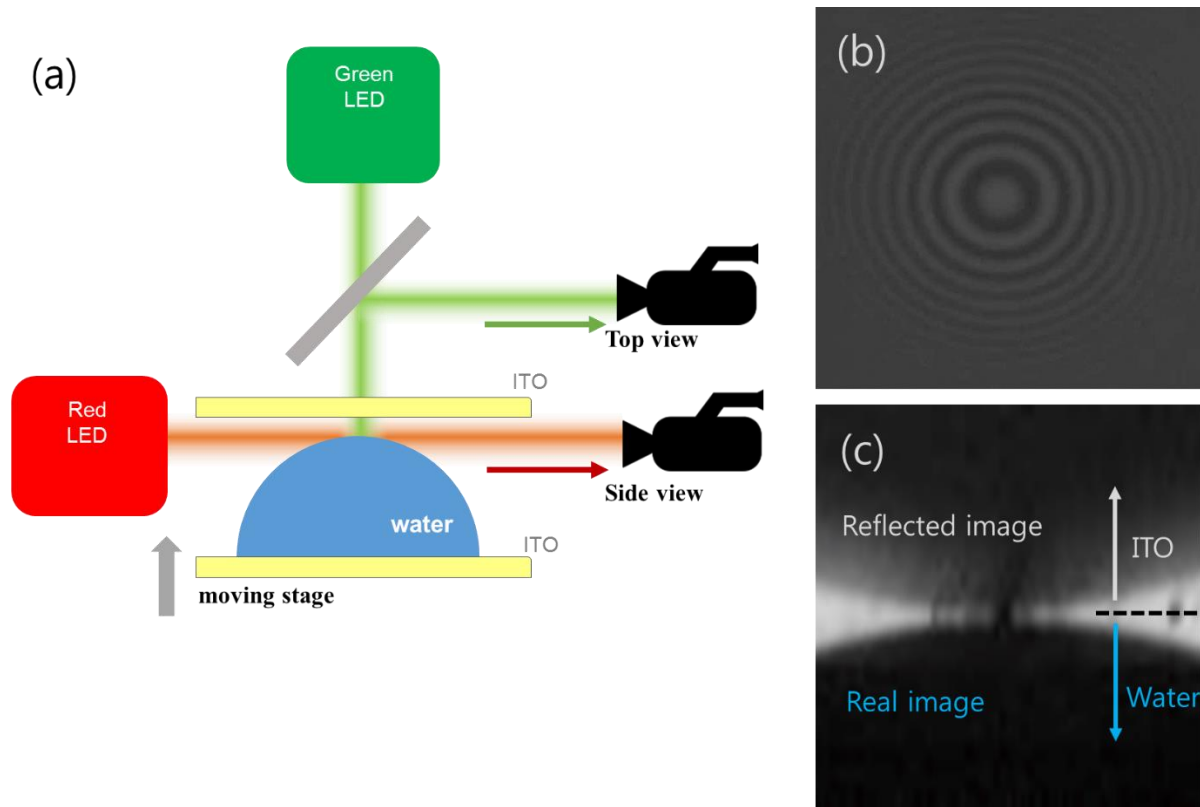 (a)
Green
LED
Top view
ITO
Red
LED
Side view
water
ITO
moving stage
(b)
(c)
Reflected image
ITO
Real image
Water